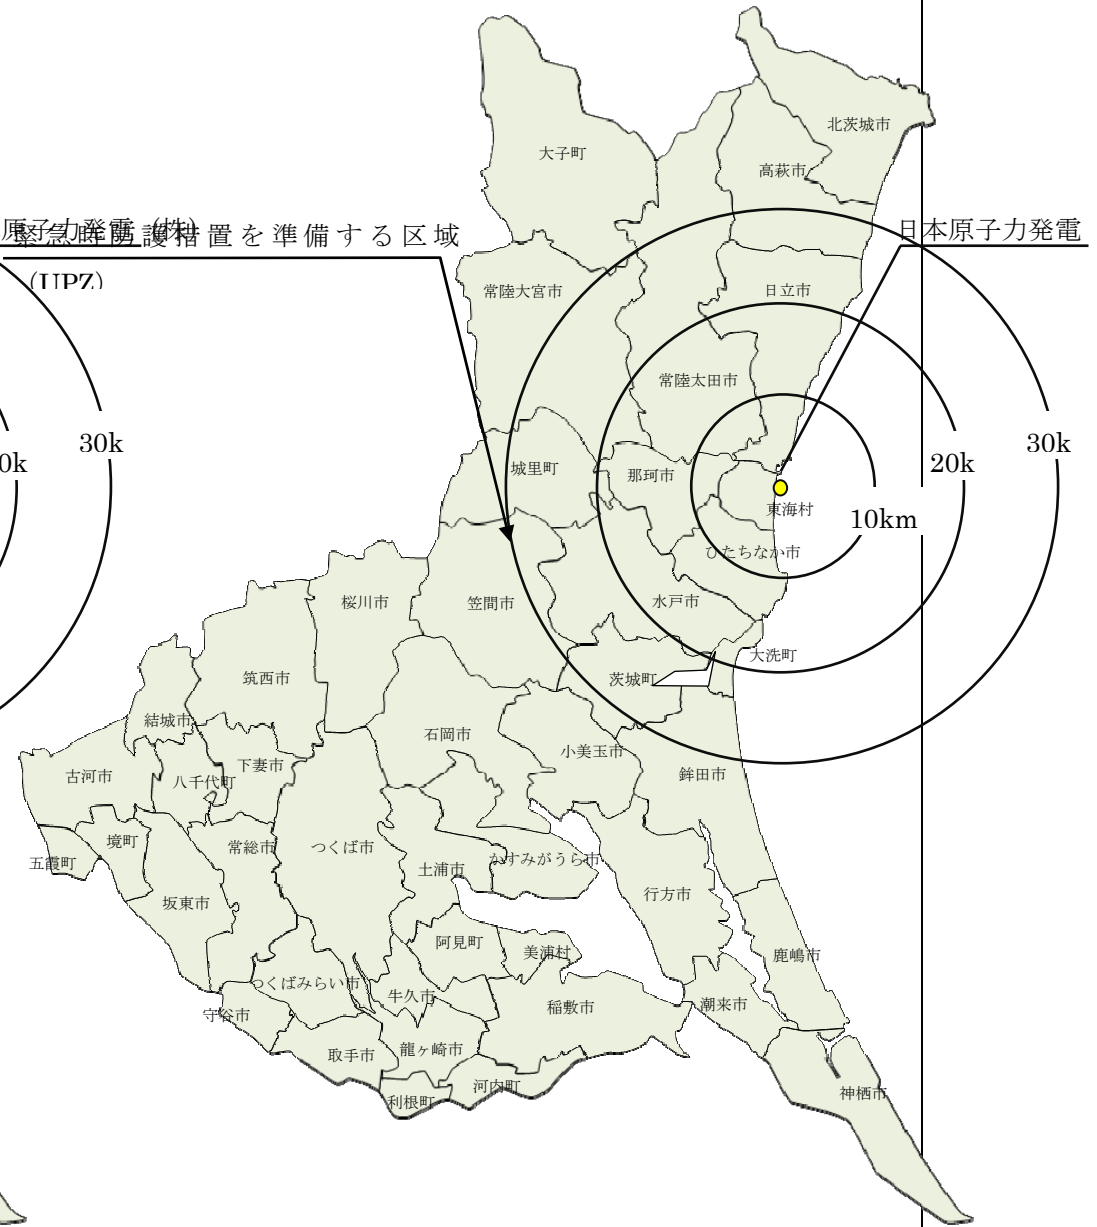 北茨城市
大子町
高萩市
原子力発電（株）
緊急時防護措置を準備する区域
日本原子力発電
(UPZ)
常陸大宮市
日立市
常陸太田市
30k
30k
0k
20k
城里町
那珂市
東海村
10km
ひたちなか市
桜川市
笠間市
水戸市
大洗町
筑西市
茨城町
結城市
石岡市
小美玉市
古河市
八千代町
下妻市
鉾田市
境町
常総市
つくば市
五霞町
土浦市
かすみがうら市
坂東市
行方市
阿見町
美浦村
鹿嶋市
つくばみらい市
牛久市
稲敷市
潮来市
守谷市
取手市
龍ヶ崎市
河内町
利根町
神栖市